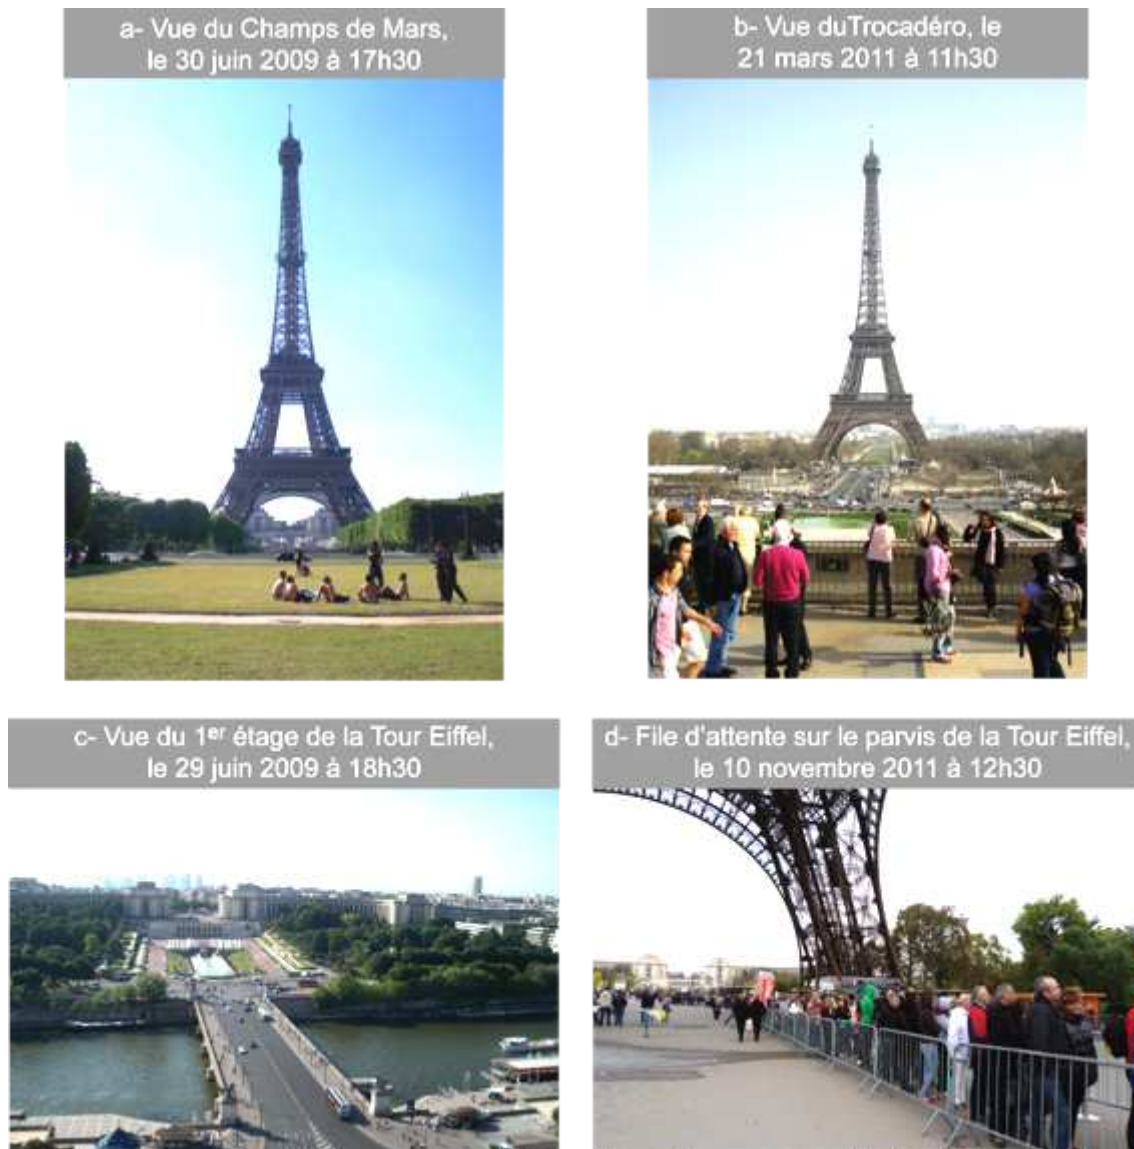 a- Vue du Champs de Mars,
le 30 juin 2009 à 17h30
b- Vue duTrocadéro, le
21 mars 2011 à 11h30
c- Vue du 1er étage de la Tour Eiffel,
le 29 juin 2009 à 18h30
d- File d'attente sur le parvis de la Tour Eiffel,
le 10 novembre 2011 à 12h30